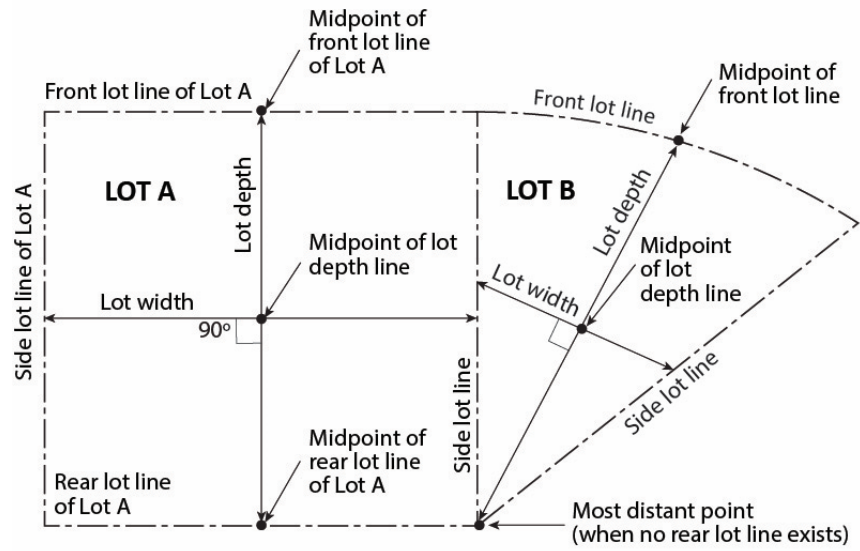 Midpoint of
front lot line
of Lot A
Front lot line of Lot A
Front lot line
Midpoint of
front lot line
LOT A
LOT B
Side lot line of Lot A
Lot depth
Lot depth
Midpoint of lot
depth line
Midpoint
of lot
depth line
Lot width
Lot width
90º
Side lot line
Side lot line
Rear lot line
of Lot A
Midpoint of
rear lot line
of Lot A
Most distant point
(when no rear lot line exists)